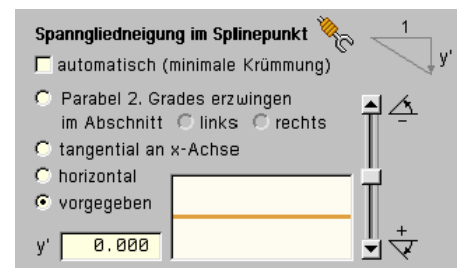 Spanngliedneigung im Splinepunkt
1
y'
automatisch (minimale Krümmung)
Parabel 2. Grades erzwingen
im Abschnitt links rechts
−
tangential an x-Achse
horizontal
vorgegeben
+
y' 0.000